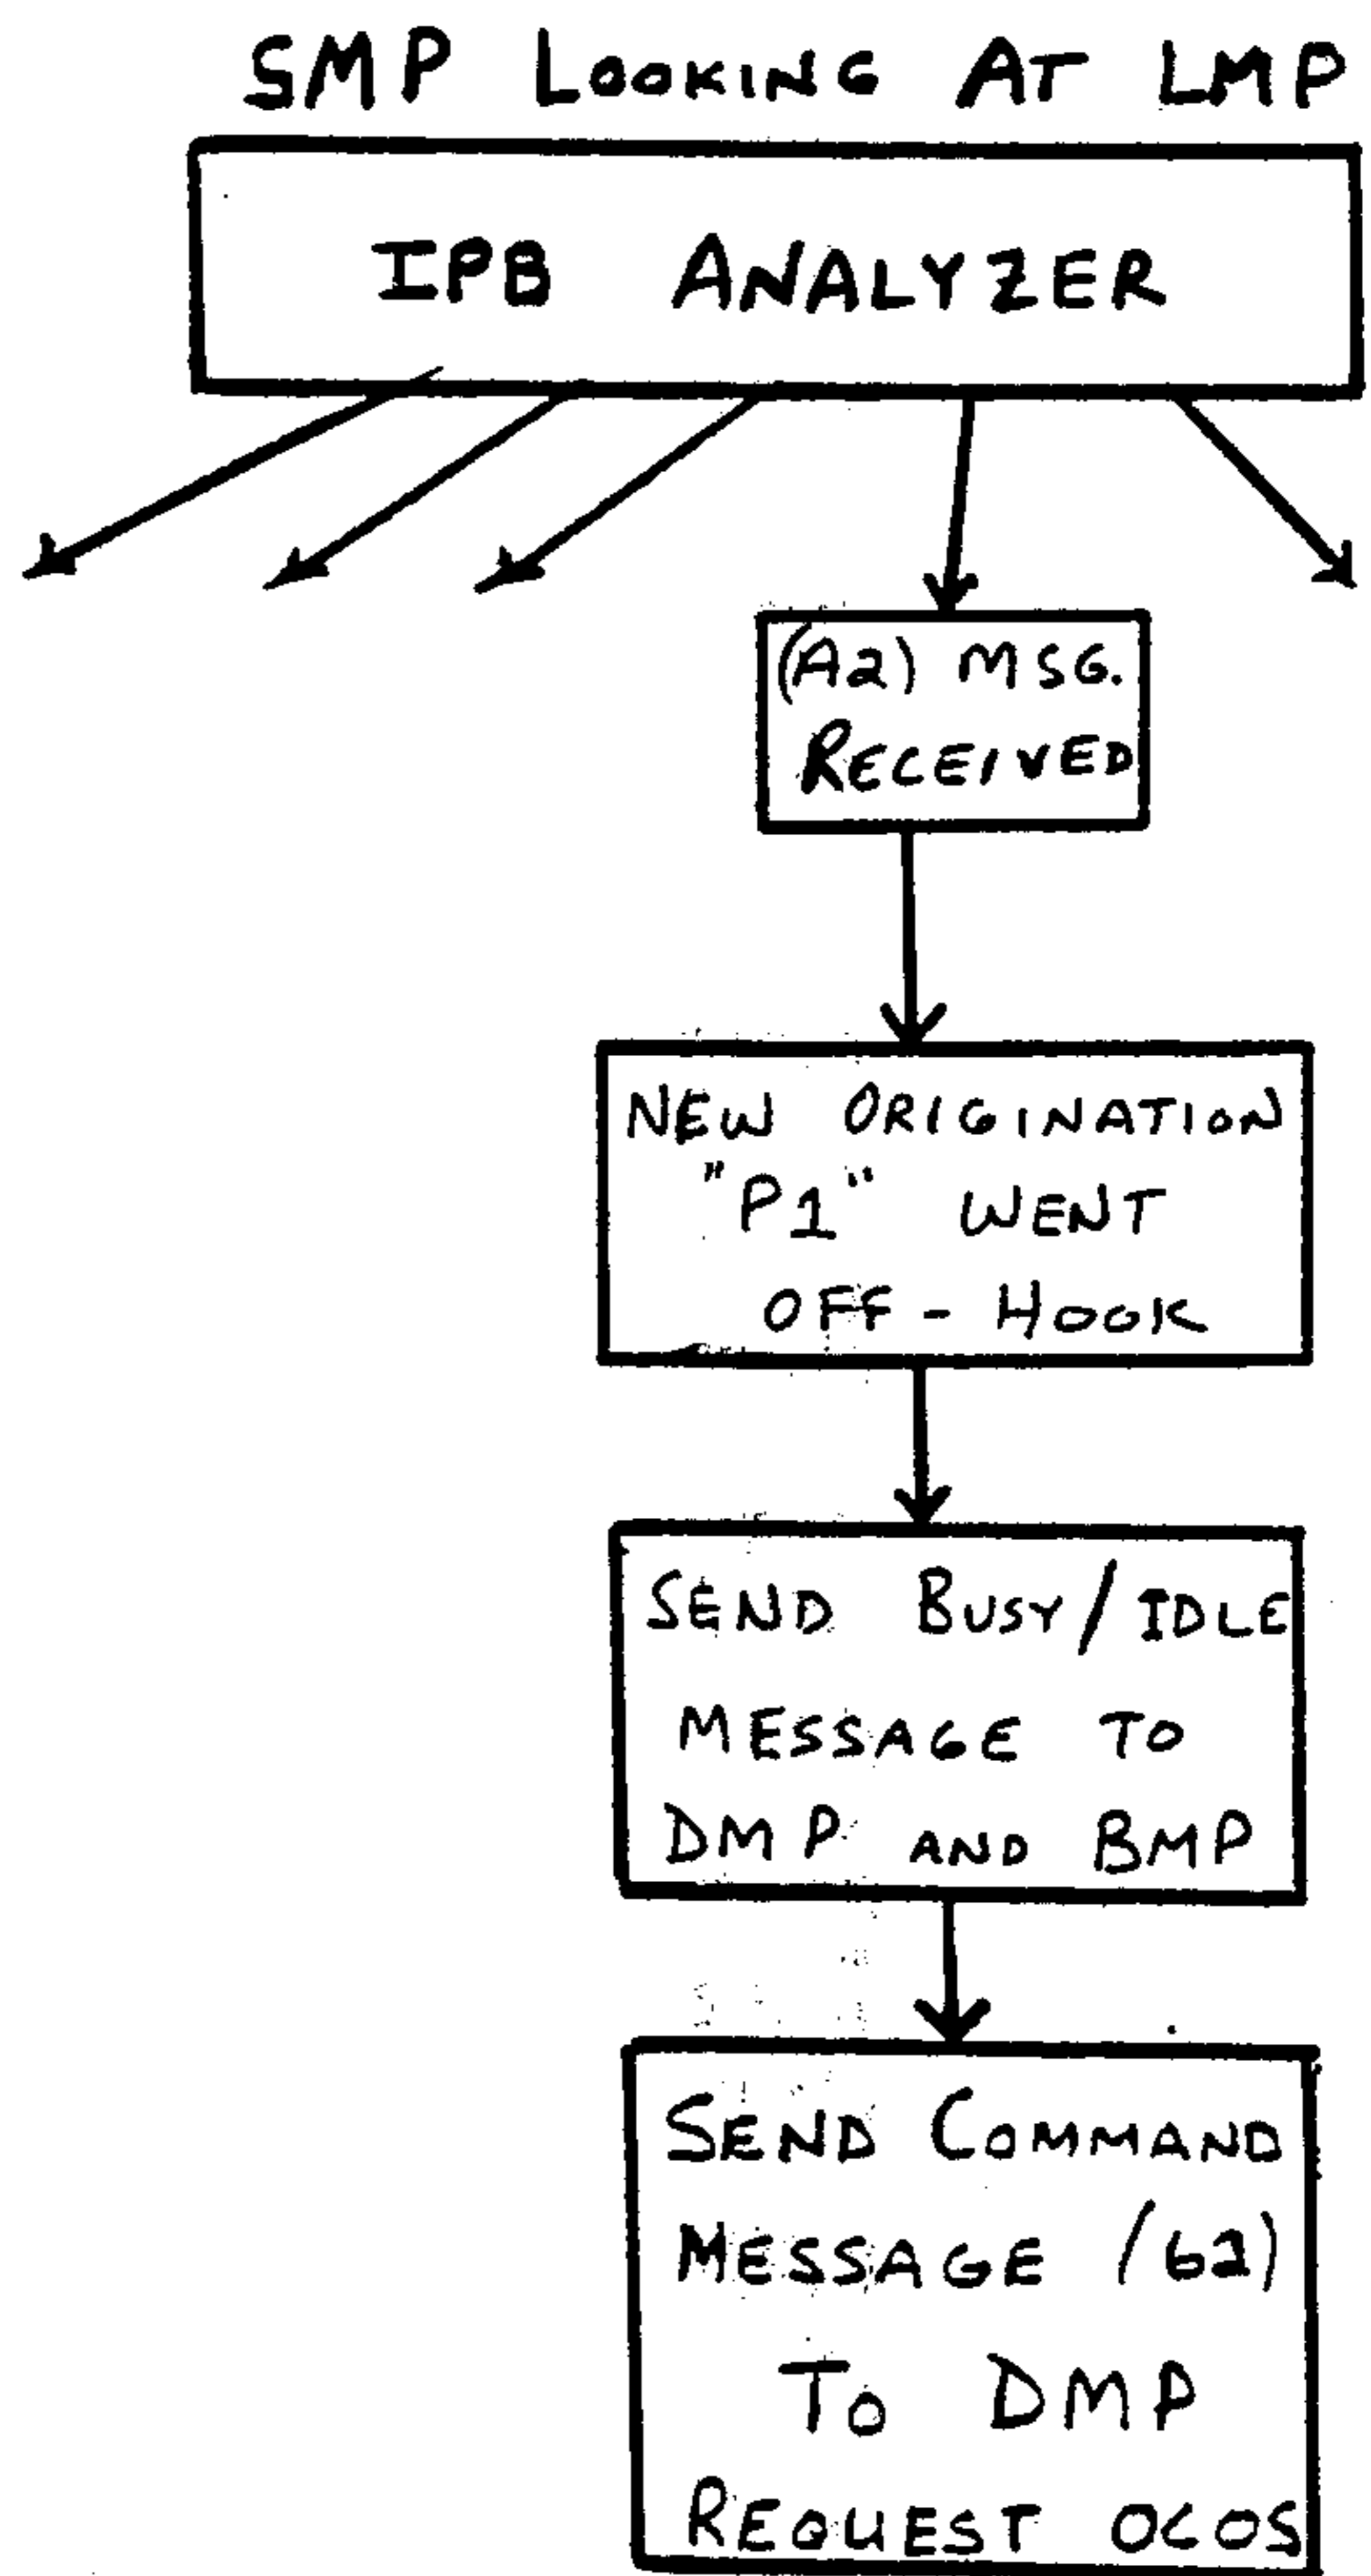 SMP LOOKING AT LMP
IPB ANALYZER
(A2) MSG.
RECEIVED
NEW ORIGINATION
"P1" WENT
OFF - HOOK
SEND BUSY/IDLE
MESSAGE TO
DMP AND BMP
SEND COMMAND
MESSAGE (62)
TO DMP
REQUEST OCOS